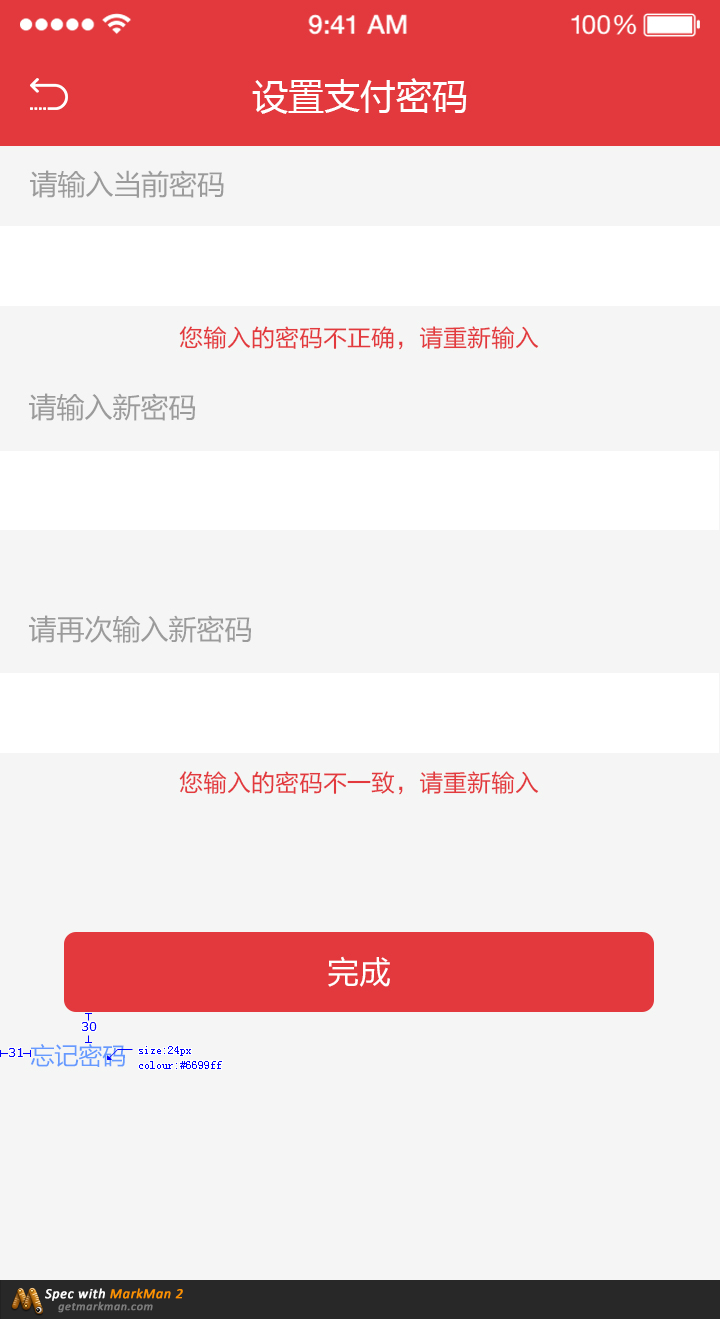 9:41 AM 100%
设置支付密码
请输入当前密码
您输入的密码不正确，请重新输入
请输入新密码
请再次输入新密码
您输入的密码不一致，请重新输入
完成
30
31 忘记密码 size:24px
colour:#6699ff
Spec with MarkMan 2
getmarkman.com